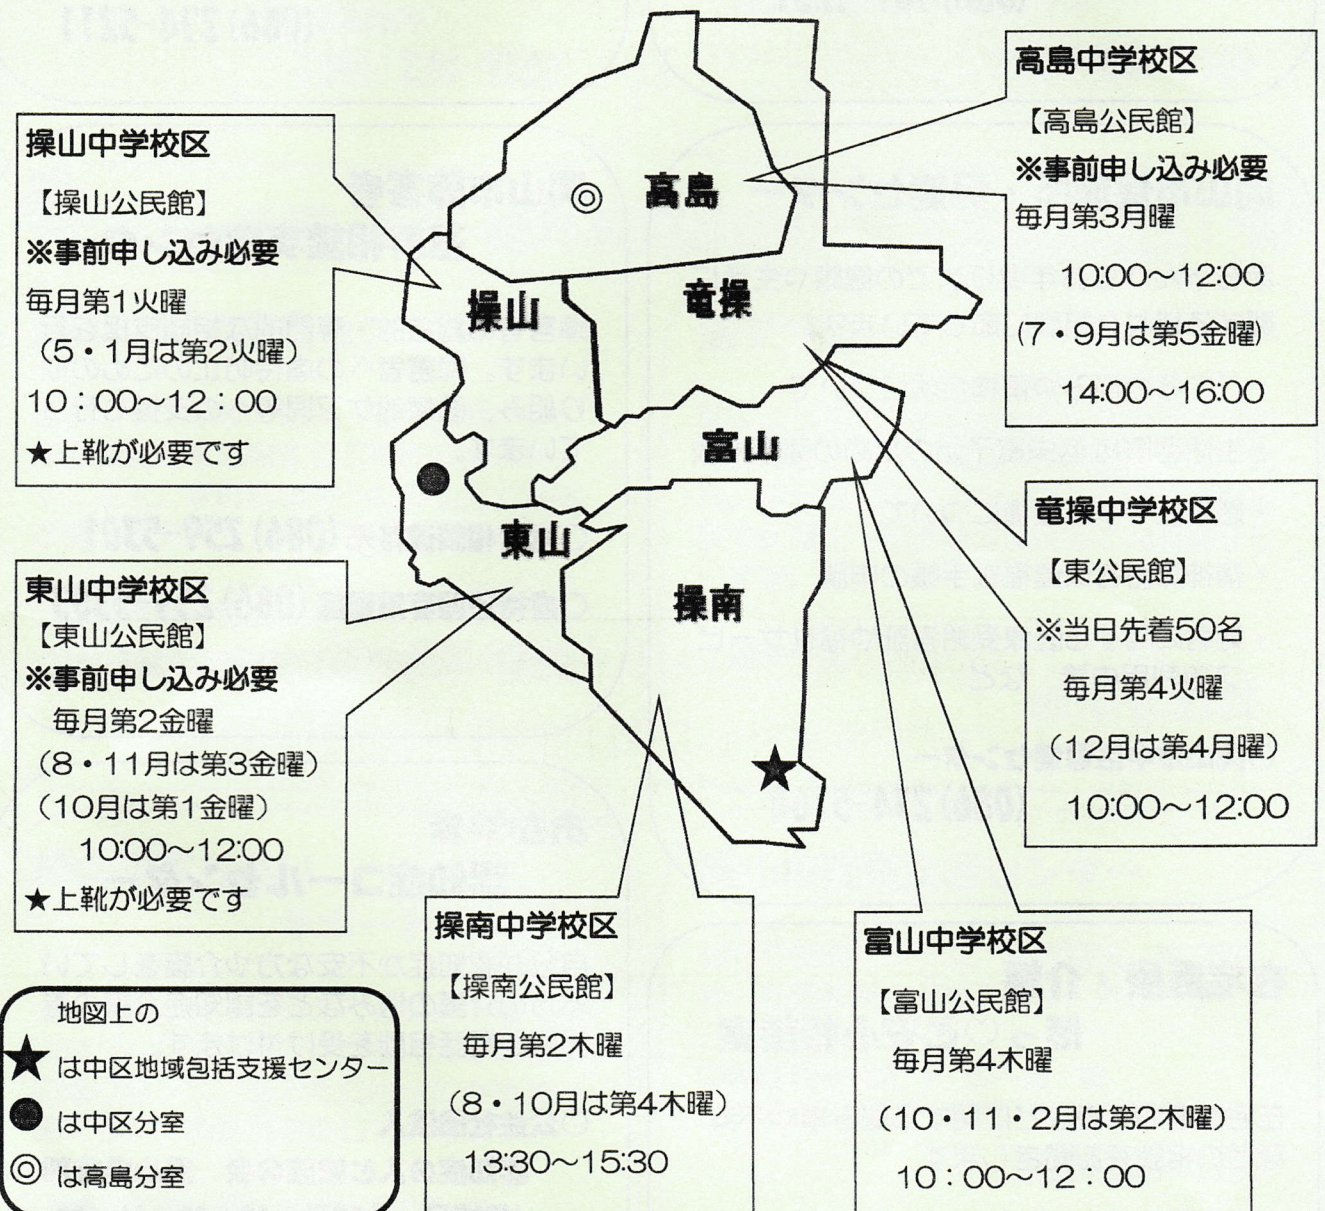 操山中学校区
【操山公民館】
※事前申し込み必要
毎月第1火曜
(5・1月は第2火曜)
10:00～12:00
★上靴が必要です
高島中学校区
【高島公民館】
※事前申し込み必要
毎月第3月曜
10:00～12:00
(7・9月は第5金曜)
14:00～16:00
高島
操山
竜操
富山
東山
操南
竜操中学校区
【東公民館】
※当日先着50名
毎月第4火曜
(12月は第4月曜)
10:00～12:00
東山中学校区
【東山公民館】
※事前申し込み必要
毎月第2金曜
(8・11月は第3金曜)
(10月は第1金曜)
10:00～12:00
★上靴が必要です
操南中学校区
【操南公民館】
毎月第2木曜
(8・10月は第4木曜)
13:30～15:30
富山中学校区
【富山公民館】
毎月第4木曜
(10・11・2月は第2木曜)
10:00～12:00
地図上の
★は中区地域包括支援センター
●は中区分室
◎は高島分室